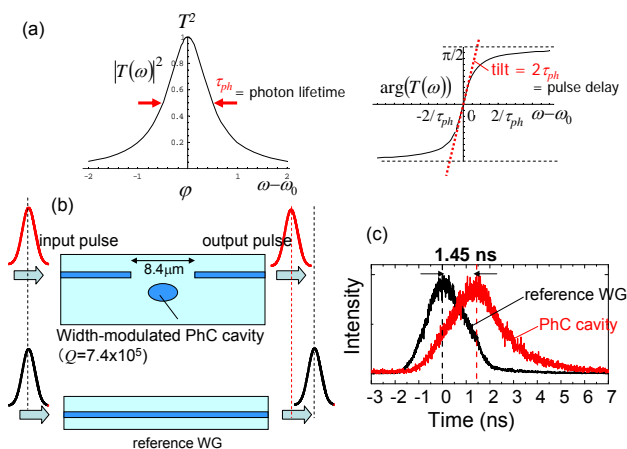 (a)
T²
|T(ω)|²
τph = photon lifetime
1
0.8
0.6
0.4
0.2
−2 −1 0 1 2
φ ω−ω₀
π/2
tilt = 2τph
arg(T(ω)) = pulse delay
-2/τph 0 2/τph ω−ω₀
(b)
input pulse output pulse
8.4μm
Width-modulated PhC cavity
(Q=7.4x10⁵)
reference WG
(c)
1.45 ns
reference WG
PhC cavity
Intensity
-3 -2 -1 0 1 2 3 4 5 6 7
Time (ns)